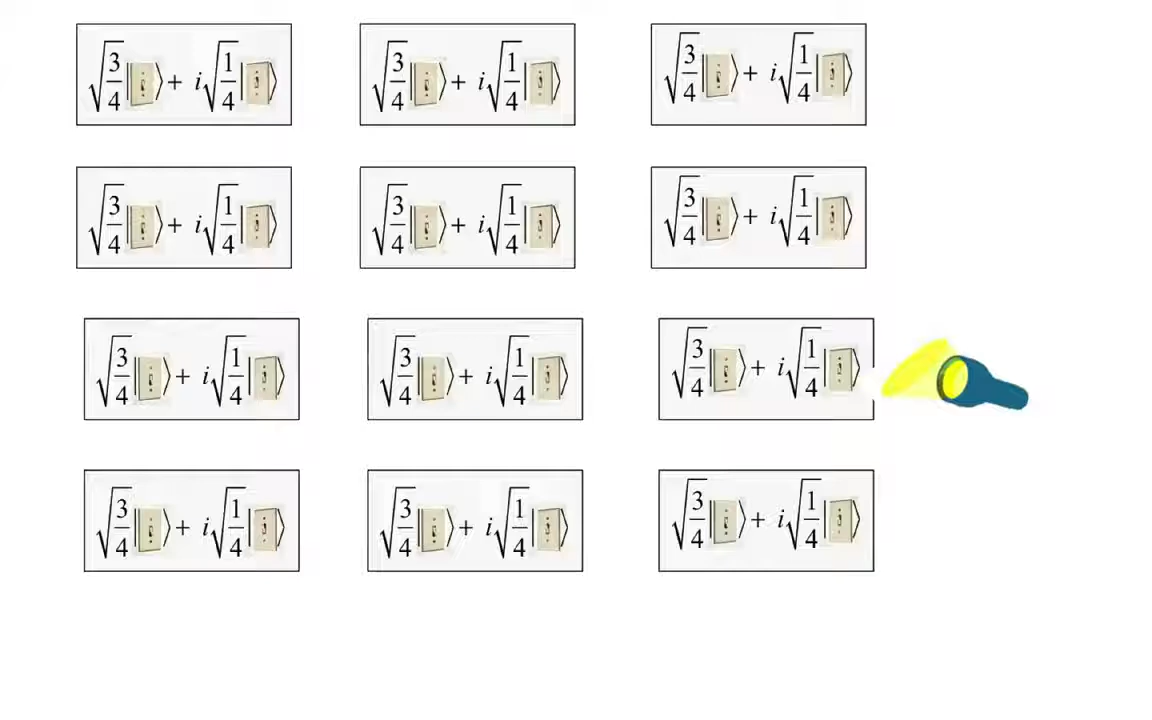 √3/4| ⟩ + i√1/4| ⟩ √3/4| ⟩ + i√1/4| ⟩ √3/4| ⟩ + i√1/4| ⟩
√3/4| ⟩ + i√1/4| ⟩ √3/4| ⟩ + i√1/4| ⟩ √3/4| ⟩ + i√1/4| ⟩
√3/4| ⟩ + i√1/4| ⟩ √3/4| ⟩ + i√1/4| ⟩ √3/4| ⟩ + i√1/4| ⟩
√3/4| ⟩ + i√1/4| ⟩ √3/4| ⟩ + i√1/4| ⟩ √3/4| ⟩ + i√1/4| ⟩